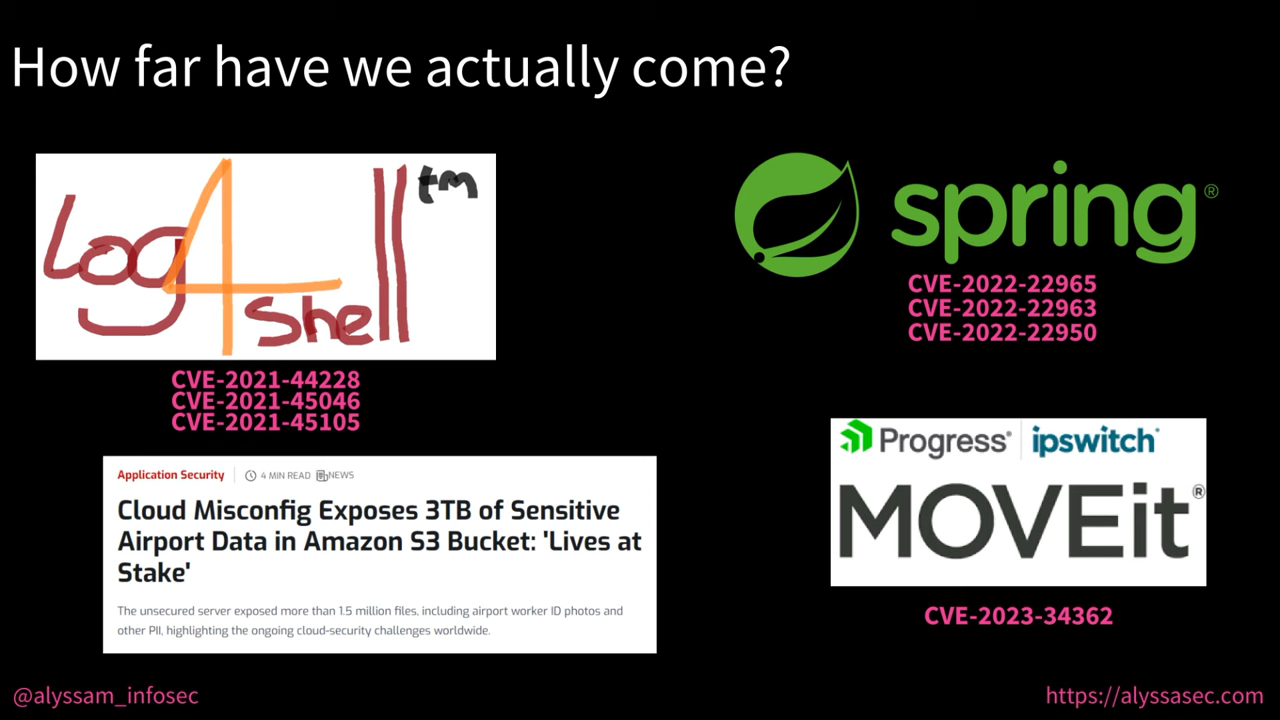 How far have we actually come?
Log4Shell tm
CVE-2021-44228
CVE-2021-45046
CVE-2021-45105
spring®
CVE-2022-22965
CVE-2022-22963
CVE-2022-22950
Application Security 4 MIN READ NEWS
Cloud Misconfig Exposes 3TB of Sensitive
Airport Data in Amazon S3 Bucket: 'Lives at
Stake'
The unsecured server exposed more than 1.5 million files, including airport worker ID photos and
other PII, highlighting the ongoing cloud-security challenges worldwide.
Progress® ipswitch®
MOVEit®
CVE-2023-34362
@alyssam_infosec
https://alyssasec.com